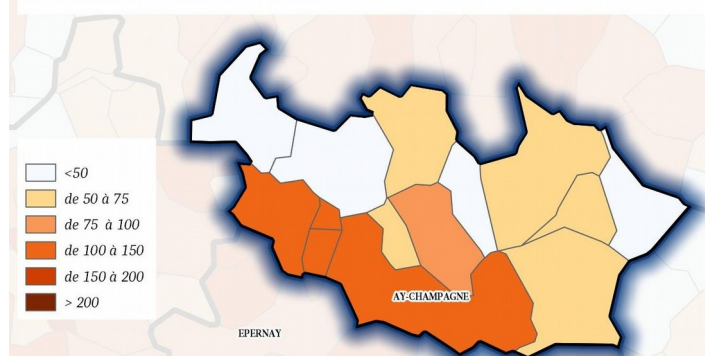 <50
de 50 à 75
de 75 à 100
de 100 à 150
de 150 à 200
> 200
AY-CHAMPAGNE
EPERNAY